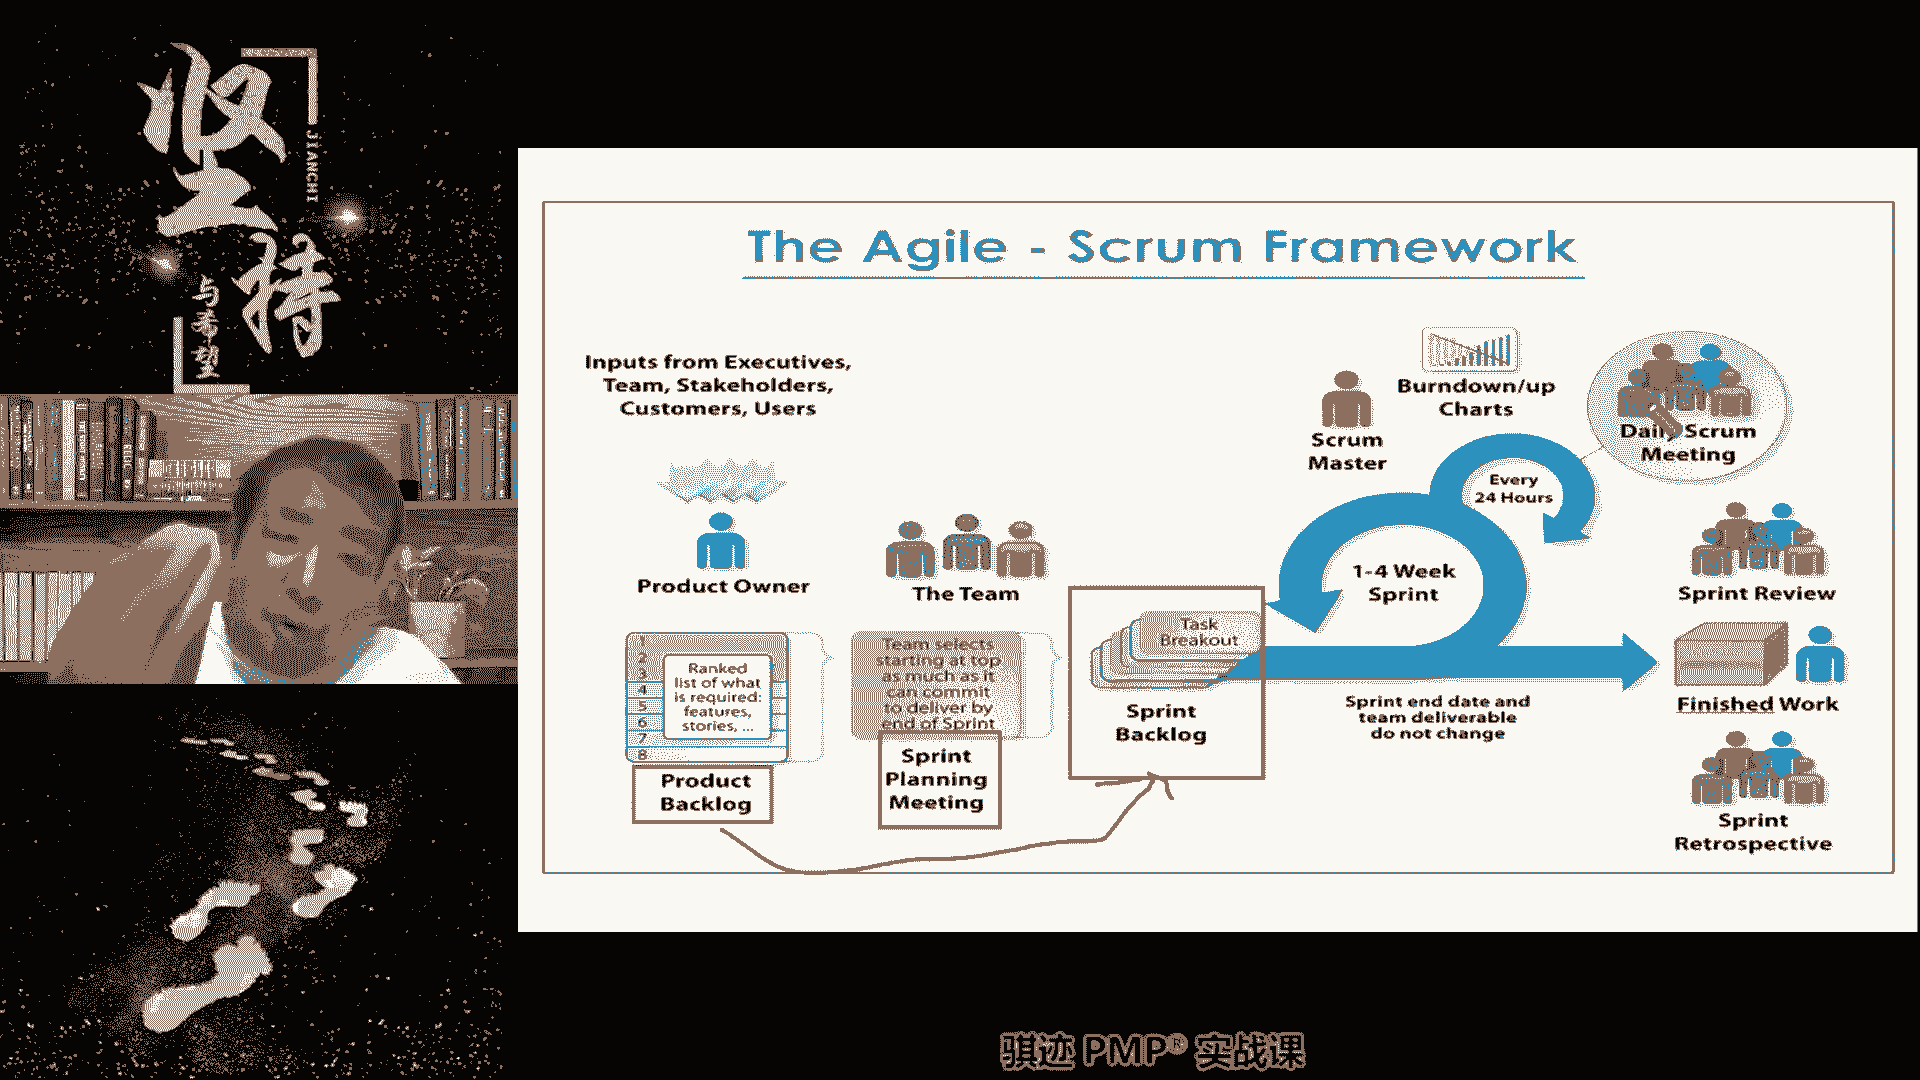 坚持
JIANCHI
与希望
The Agile - Scrum Framework
Inputs from Executives,
Team, Stakeholders,
Customers, Users
Product Owner
The Team
1
2
3
4
5
6
7
8
Ranked
list of what
is required:
features,
stories, ...
Product
Backlog
Team selects
starting at top
as much as it
can commit
to deliver by
end of Sprint
Sprint
Planning
Meeting
Task
Breakout
Sprint
Backlog
Scrum
Master
Burndown/up
Charts
Every
24 Hours
1-4 Week
Sprint
Sprint end date and
team deliverable
do not change
Daily Scrum
Meeting
Sprint Review
Finished Work
Sprint
Retrospective
骐迹 PMP® 实战课